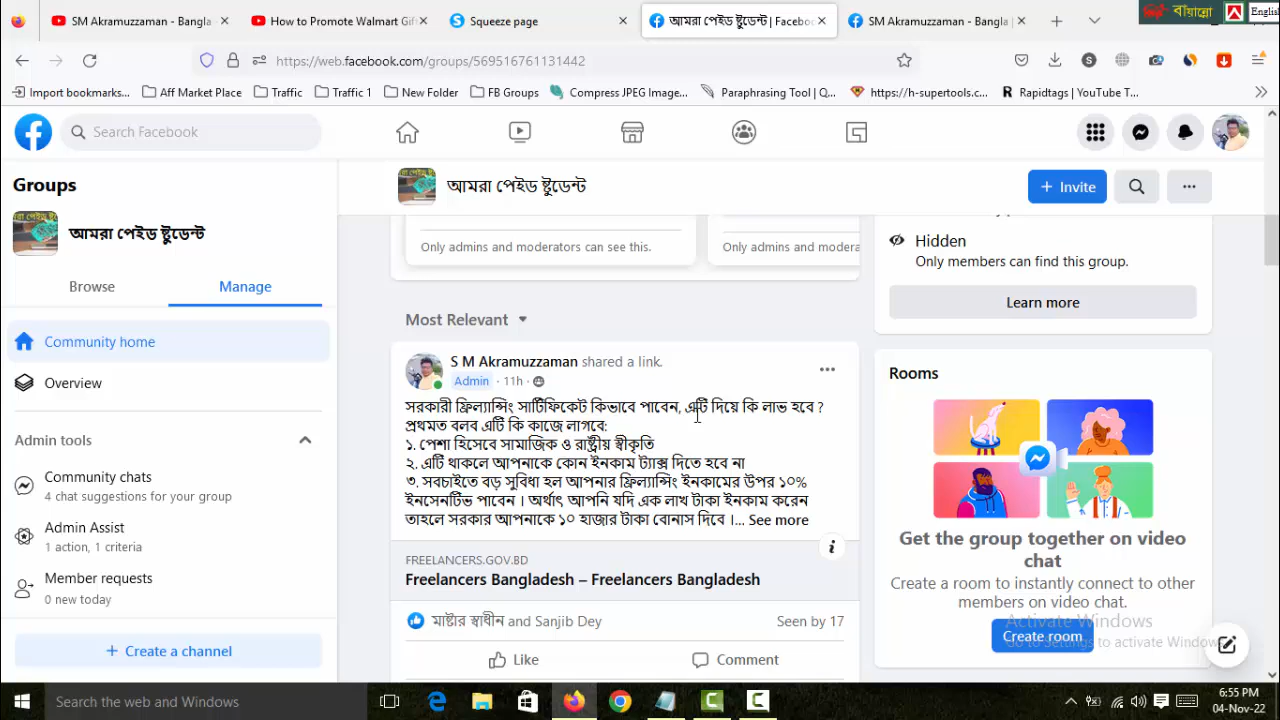 SM Akramuzzaman - Bangla
How to Promote Walmart Gif
Squeeze page
আমরা পেইড ষ্টুডেন্ট | Faceboo
SM Akramuzzaman - Bangla
English
https://web.facebook.com/groups/569516761131442
Import bookmarks...
Aff Market Place
Traffic
Traffic 1
New Folder
FB Groups
Compress JPEG Image...
Paraphrasing Tool | Q...
https://h-supertools.c...
Rapidtags | YouTube T...
Search Facebook
Groups
আমরা পেইড ষ্টুডেন্ট
+ Invite
আমরা পেইড ষ্টুডেন্ট
Browse
Manage
Community home
Overview
Admin tools
Community chats
4 chat suggestions for your group
Admin Assist
1 action, 1 criteria
Member requests
0 new today
+ Create a channel
Only admins and moderators can see this.
Only admins and modera
Most Relevant
S M Akramuzzaman shared a link.
Admin · 11h ·
সরকারী ফ্রিল্যান্সিং সার্টিফিকেট কিভাবে পাবেন, এটি দিয়ে কি লাভ হবে ?
প্রথমত বলব এটি কি কাজে লাগবে:
১. পেশা হিসেবে সামাজিক ও রাষ্ট্রীয় স্বীকৃতি
২. এটি থাকলে আপনাকে কোন ইনকাম ট্যাক্স দিতে হবে না
৩. সবচাইতে বড় সুবিধা হল আপনার ফ্রিল্যান্সিং ইনকামের উপর ১০%
ইনসেনটিভ পাবেন । অর্থাৎ আপনি যদি এক লাখ টাকা ইনকাম করেন
তাহলে সরকার আপনাকে ১০ হাজার টাকা বোনাস দিবে ।... See more
FREELANCERS.GOV.BD
Freelancers Bangladesh – Freelancers Bangladesh
মাষ্টার স্বাধীন and Sanjib Dey
Seen by 17
Like
Comment
Hidden
Only members can find this group.
Learn more
Rooms
Get the group together on video
chat
Create a room to instantly connect to other
members on video chat.
Create room
Activate Windows
Go to Settings to activate Windows.
Search the web and Windows
6:55 PM
04-Nov-22